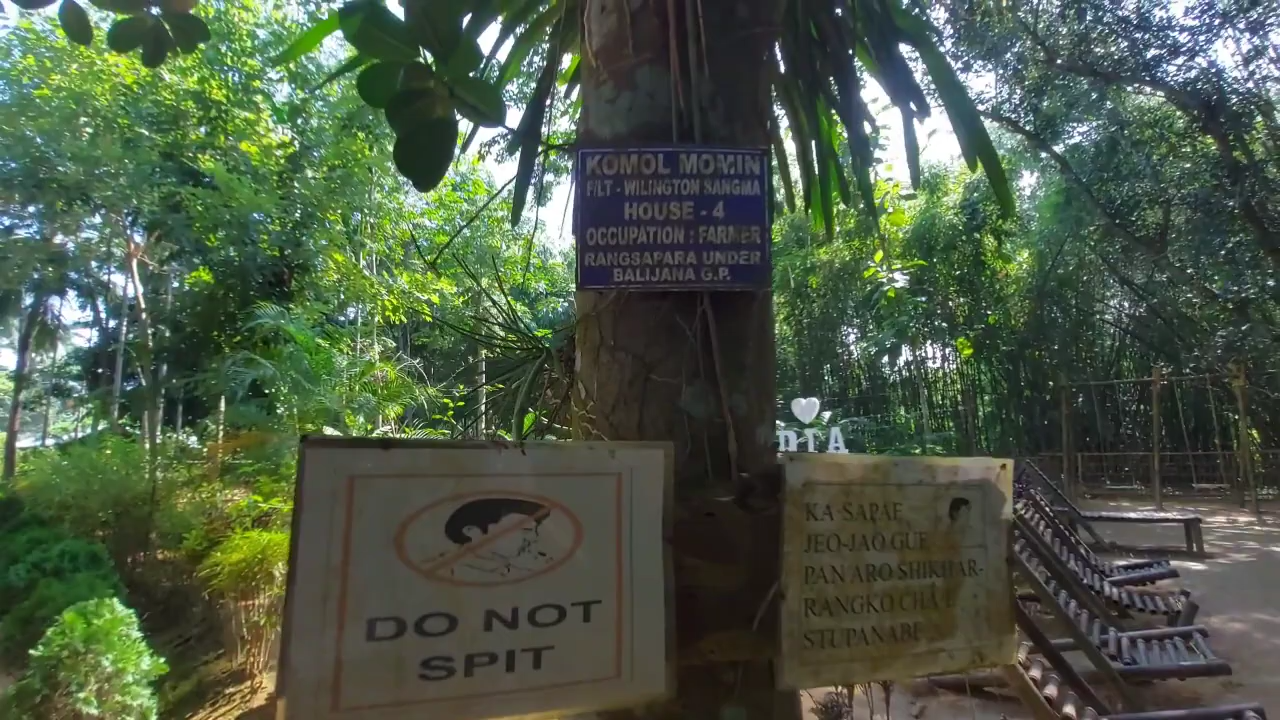 KOMOL MOMIN
F/LT - WILINGTON SANGMA
HOUSE - 4
OCCUPATION : FARMER
RANGSAPARA UNDER
BALIJANA G.P.
DO NOT
SPIT
KA·SAPAE
JEO-JAO GUE
PAN ARO SHIKHAR-
RANGKO
STUPANABE